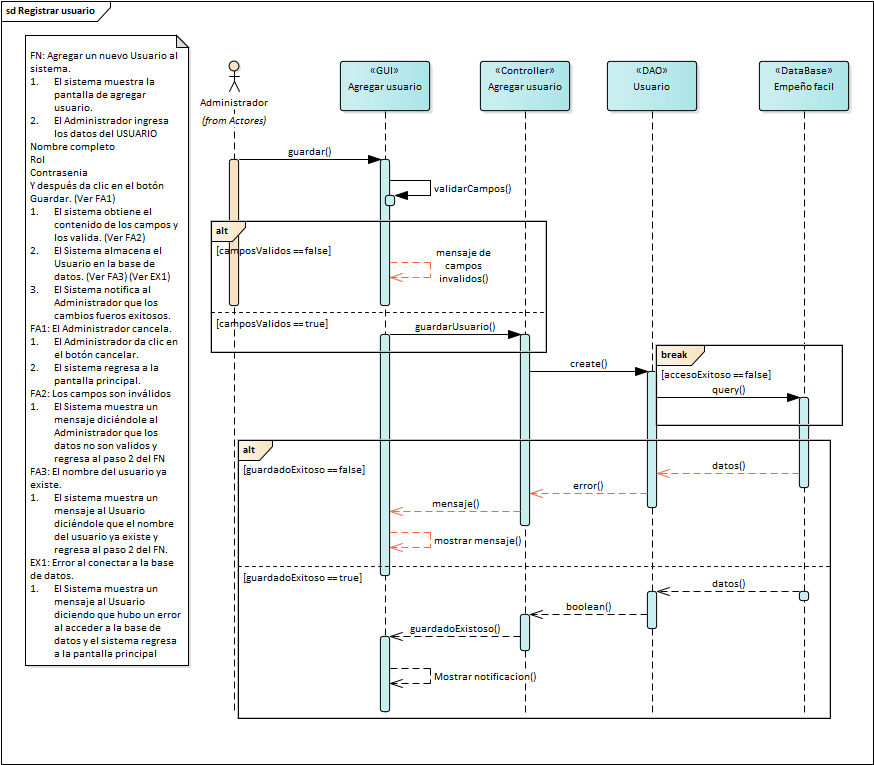 sd Registrar usuario
FN: Agregar un nuevo Usuario al
sistema.
1. El sistema muestra la
pantalla de agregar
usuario.
2. El Administrador ingresa
los datos del USUARIO
Nombre completo
Rol
Contrasenia
Y después da clic en el botón
Guardar. (Ver FA1)
1. El sistema obtiene el
contenido de los campos y
los valida. (Ver FA2)
2. El Sistema almacena el
Usuario en la base de
datos. (Ver FA3) (Ver EX1)
3. El Sistema notifica al
Administrador que los
cambios fueros exitosos.
FA1: El Administrador cancela.
1. El Administrador da clic en
el botón cancelar.
2. El sistema regresa a la
pantalla principal.
FA2: Los campos son inválidos
1. El Sistema muestra un
mensaje diciéndole al
Administrador que los
datos no son validos y
regresa al paso 2 del FN
FA3: El nombre del usuario ya
existe.
1. El sistema muestra un
mensaje al Usuario
diciéndole que el nombre
del usuario ya existe y
regresa al paso 2 del FN.
EX1: Error al conectar a la base
de datos.
1. El Sistema muestra un
mensaje al Usuario
diciendo que hubo un error
al acceder a la base de
datos y el sistema regresa
a la pantalla principal
Administrador
(from Actores)
«GUI»
Agregar usuario
«Controller»
Agregar usuario
«DAO»
Usuario
«DataBase»
Empeño facil
guardar()
validarCampos()
alt
[camposValidos ==false]
mensaje de
campos
invalidos()
[camposValidos ==true]
guardarUsuario()
create()
break
[accesoExitoso ==false]
query()
alt
[guardadoExitoso ==false]
datos()
error()
mensaje()
mostrar mensaje()
[guardadoExitoso ==true]
datos()
boolean()
guardadoExistoso()
Mostrar notificacion()